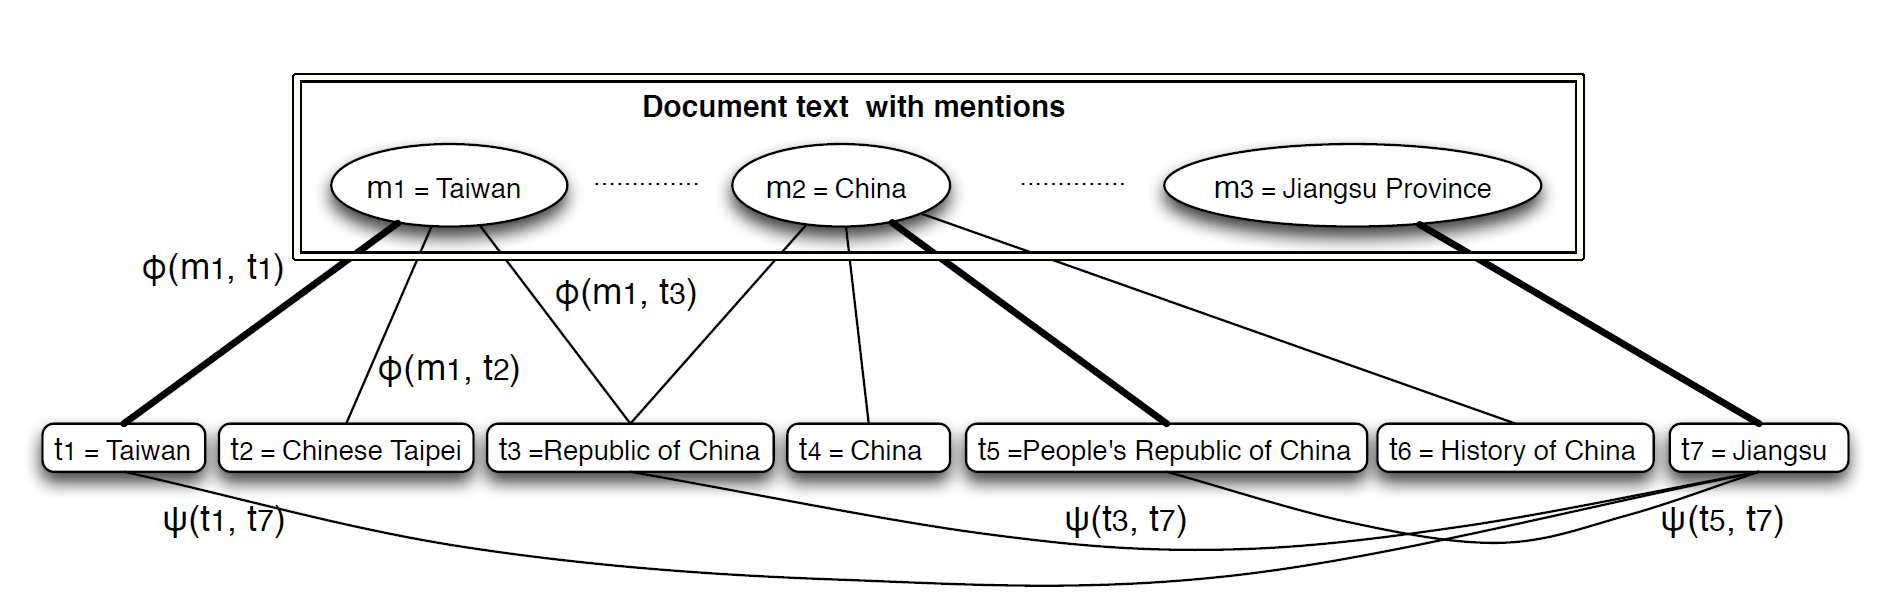 Document text with mentions
m1 = Taiwan
m2 = China
m3 = Jiangsu Province
ϕ(m1, t1)
ϕ(m1, t3)
ϕ(m1, t2)
t1 = Taiwan
t2 = Chinese Taipei
t3 =Republic of China
t4 = China
t5 =People's Republic of China
t6 = History of China
t7 = Jiangsu
ψ(t1, t7)
ψ(t3, t7)
ψ(t5, t7)